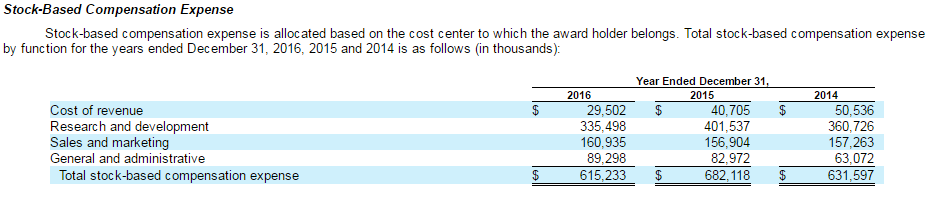 Stock-Based Compensation Expense
Stock-based compensation expense is allocated based on the cost center to which the award holder belongs. Total stock-based compensation expense
by function for the years ended December 31, 2016, 2015 and 2014 is as follows (in thousands):
Year Ended December 31,
2016 2015 2014
Cost of revenue $ 29,502 $ 40,705 $ 50,536
Research and development 335,498 401,537 360,726
Sales and marketing 160,935 156,904 157,263
General and administrative 89,298 82,972 63,072
Total stock-based compensation expense $ 615,233 $ 682,118 $ 631,597